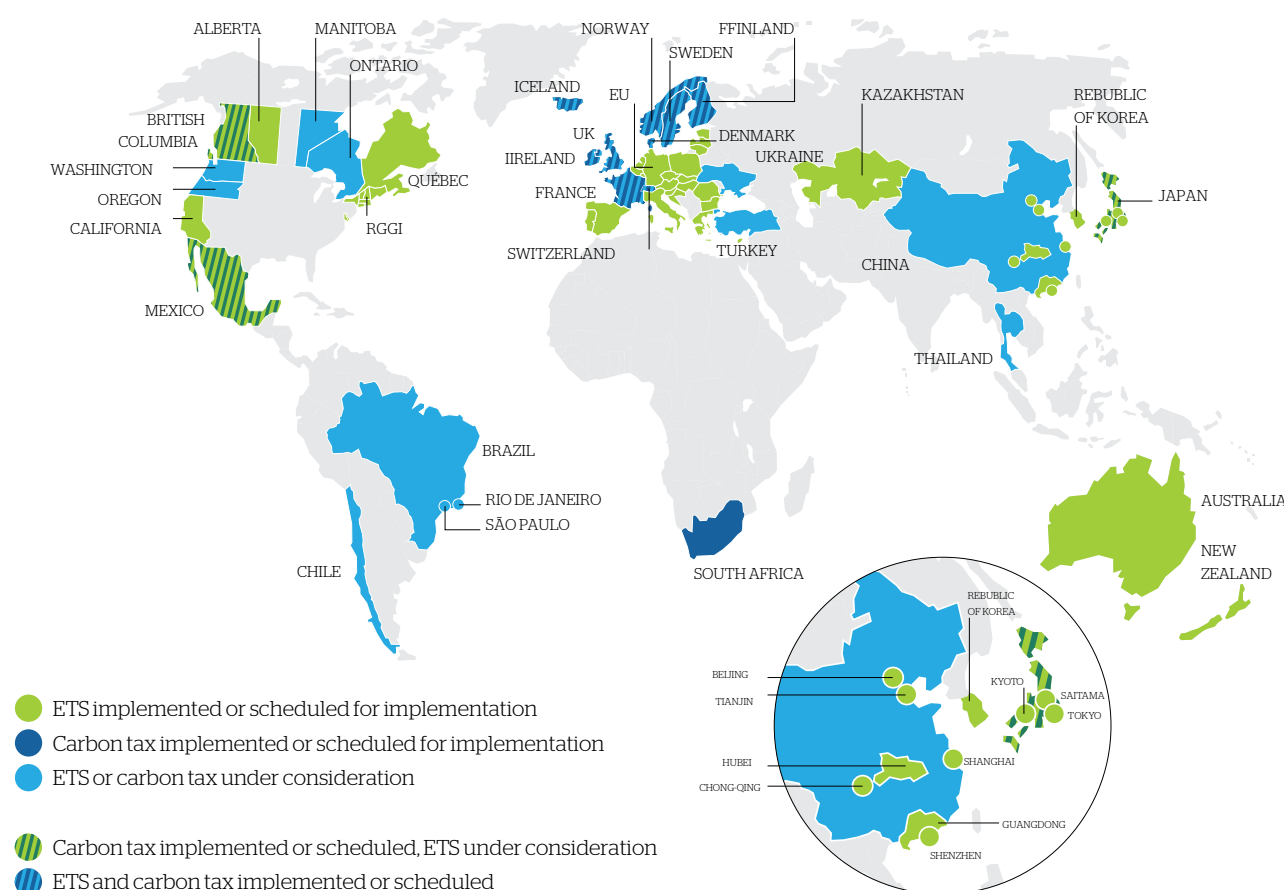 ALBERTA
MANITOBA
ONTARIO
BRITISH
COLUMBIA
WASHINGTON
OREGON
CALIFORNIA
QUÉBEC
RGGI
MEXICO
NORWAY
FFINLAND
SWEDEN
ICELAND
EU
UK
DENMARK
IIRELAND
UKRAINE
FRANCE
SWITZERLAND
TURKEY
KAZAKHSTAN
REBUBLIC
OF KOREA
JAPAN
CHINA
THAILAND
BRAZIL
RIO DE JANEIRO
SÃO PAULO
CHILE
SOUTH AFRICA
AUSTRALIA
NEW
ZEALAND
REBUBLIC
OF KOREA
BEIJING
TIANJIN
KYOTO
SAITAMA
TOKYO
HUBEI
SHANGHAI
CHONG-QING
GUANGDONG
SHENZHEN
ETS implemented or scheduled for implementation
Carbon tax implemented or scheduled for implementation
ETS or carbon tax under consideration
Carbon tax implemented or scheduled, ETS under consideration
ETS and carbon tax implemented or scheduled